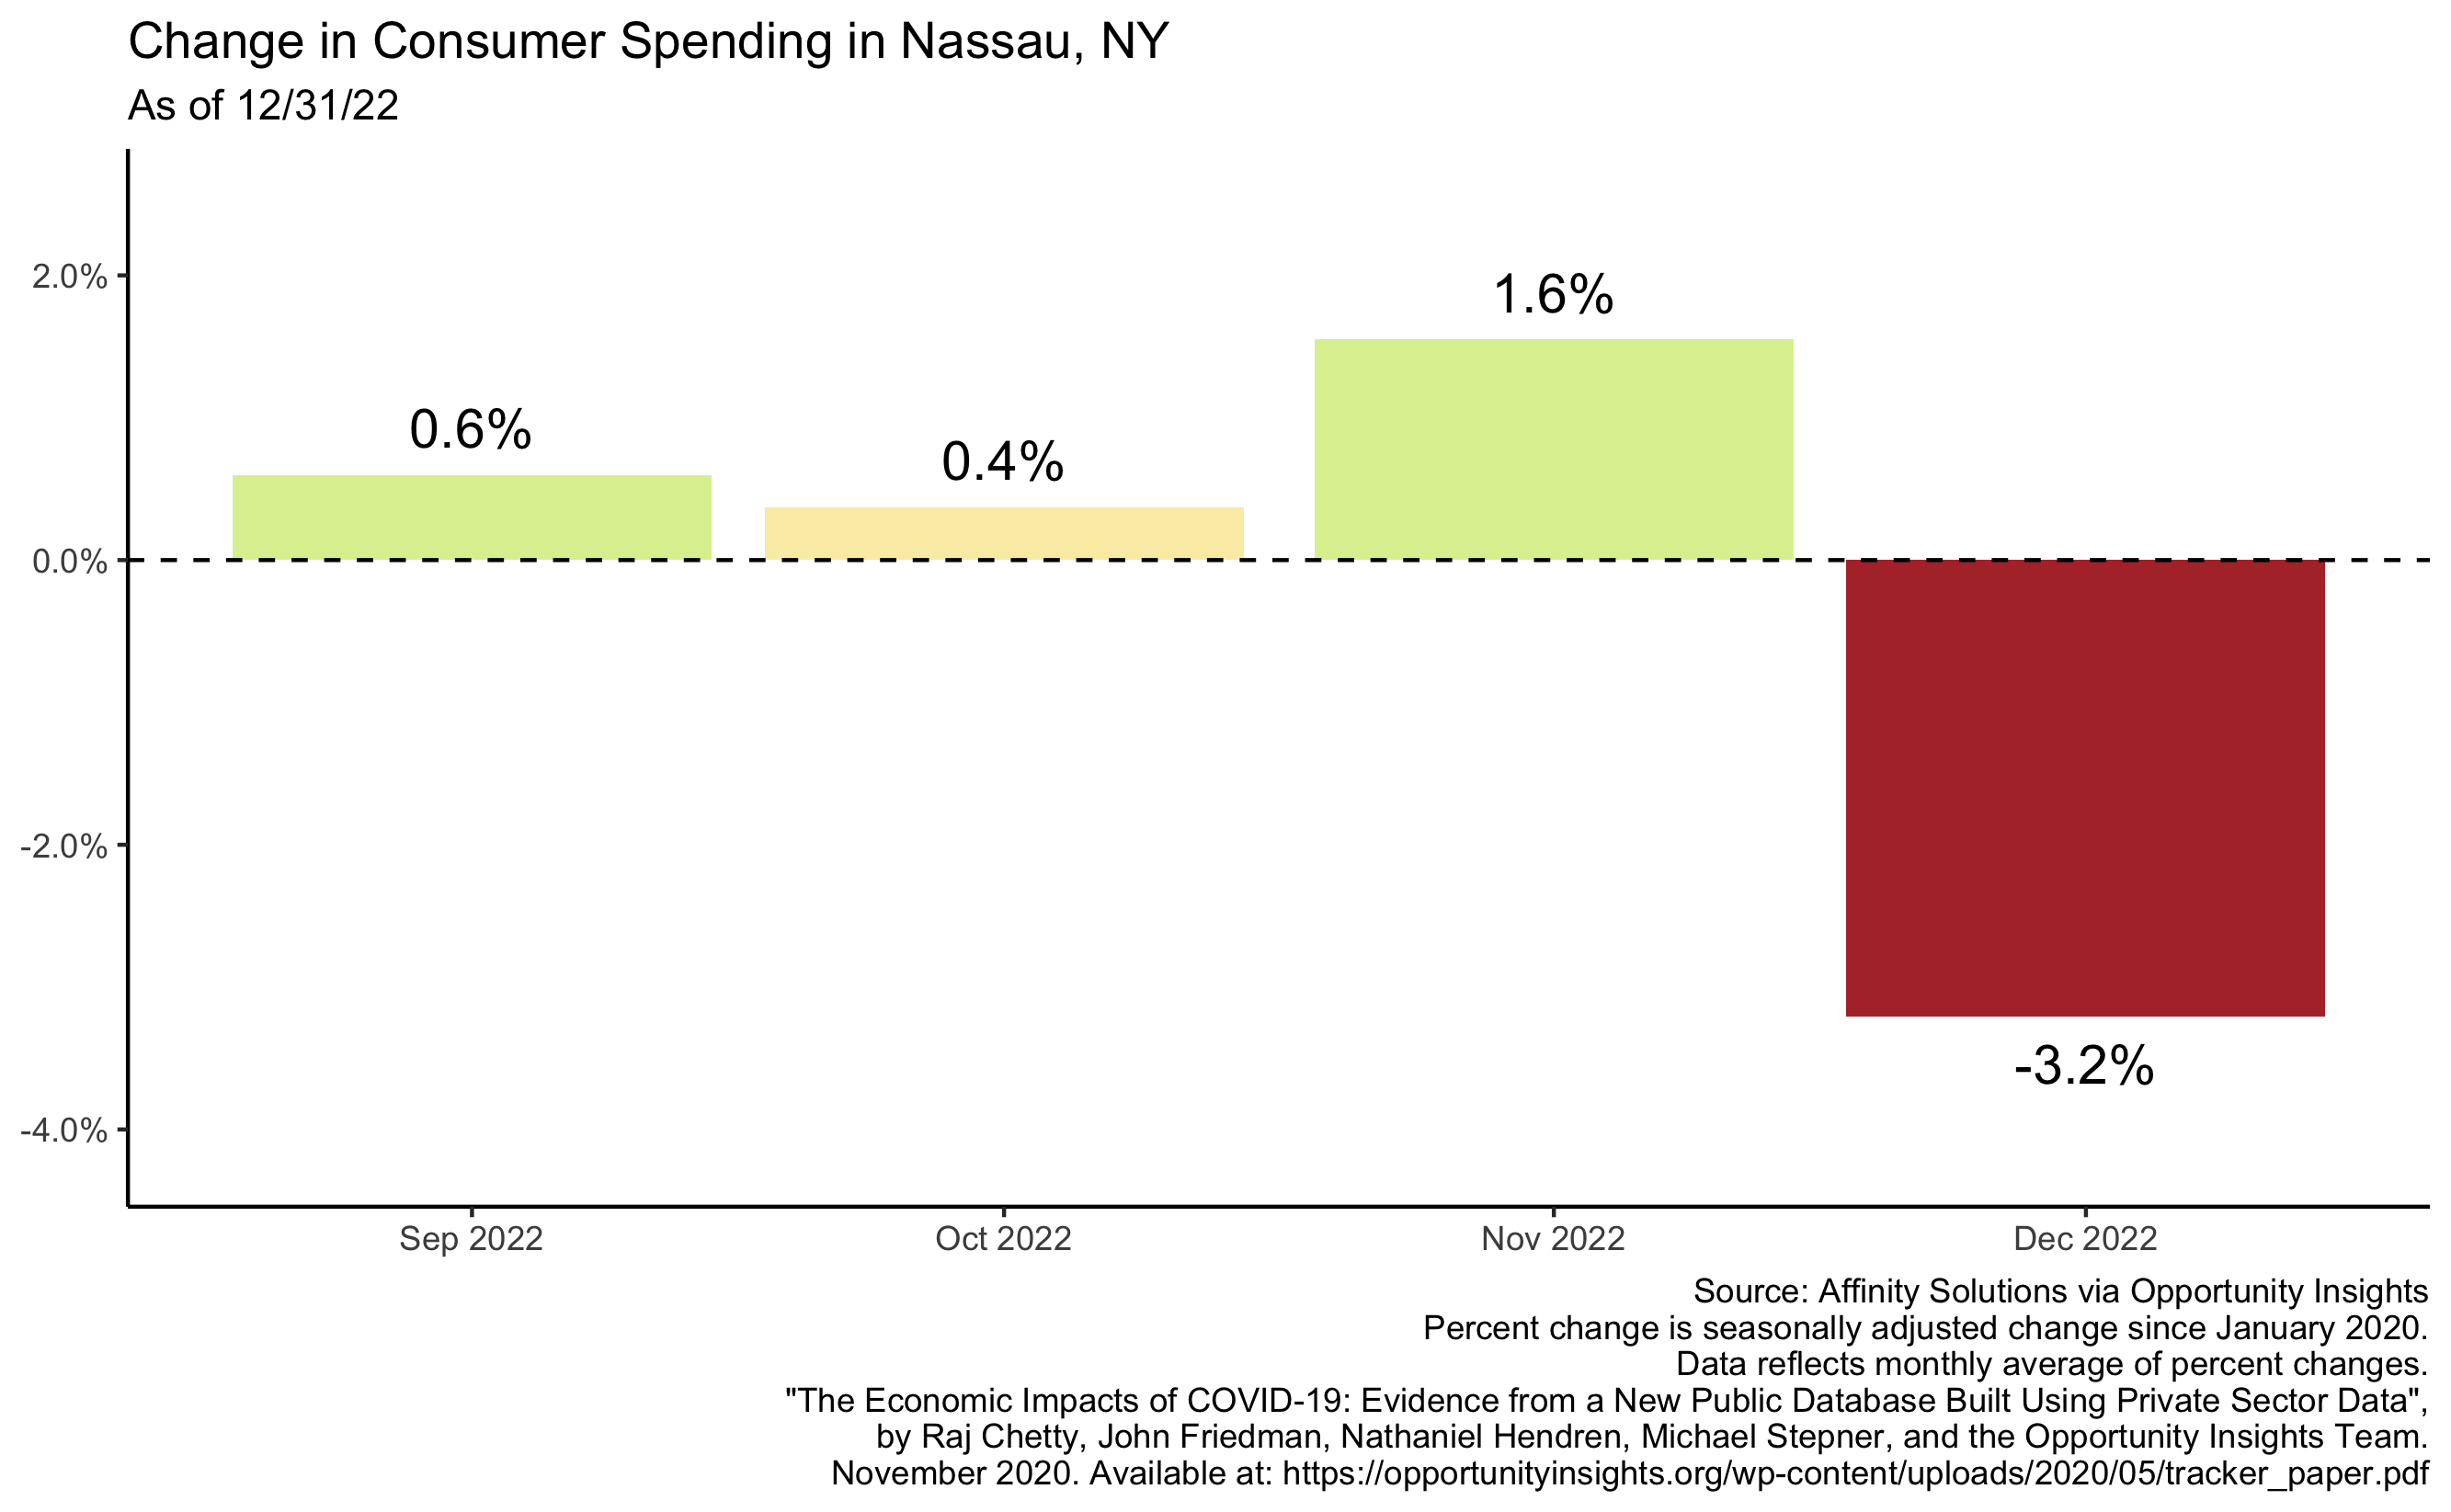 Change in Consumer Spending in Nassau, NY
As of 12/31/22
2.0%
0.0%
-2.0%
-4.0%
0.6%
0.4%
1.6%
-3.2%
Sep 2022
Oct 2022
Nov 2022
Dec 2022
Source: Affinity Solutions via Opportunity Insights
Percent change is seasonally adjusted change since January 2020.
Data reflects monthly average of percent changes.
"The Economic Impacts of COVID-19: Evidence from a New Public Database Built Using Private Sector Data",
by Raj Chetty, John Friedman, Nathaniel Hendren, Michael Stepner, and the Opportunity Insights Team.
November 2020. Available at: https://opportunityinsights.org/wp-content/uploads/2020/05/tracker_paper.pdf